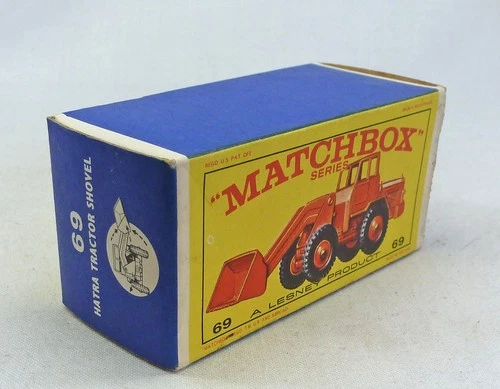 69
HATRA TRACTOR SHOVEL
REGD U.S. PAT. OFF.
"MATCHBOX"
SERIES
69
69
A LESNEY PRODUCT